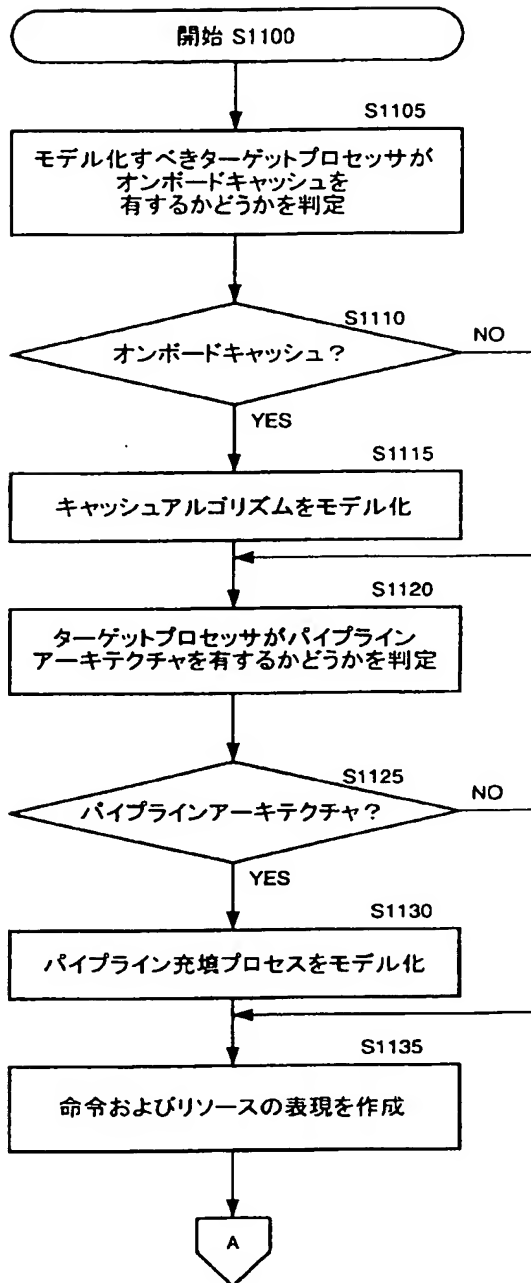 開始 S1100
S1105
モデル化すべきターゲットプロセッサが
オンボードキャッシュを
有するかどうかを判定
S1110
オンボードキャッシュ?
NO
YES
S1115
キャッシュアルゴリズムをモデル化
S1120
ターゲットプロセッサがパイプライン
アーキテクチャを有するかどうかを判定
S1125
パイプラインアーキテクチャ?
NO
YES
S1130
パイプライン充填プロセスをモデル化
S1135
命令およびリソースの表現を作成
A